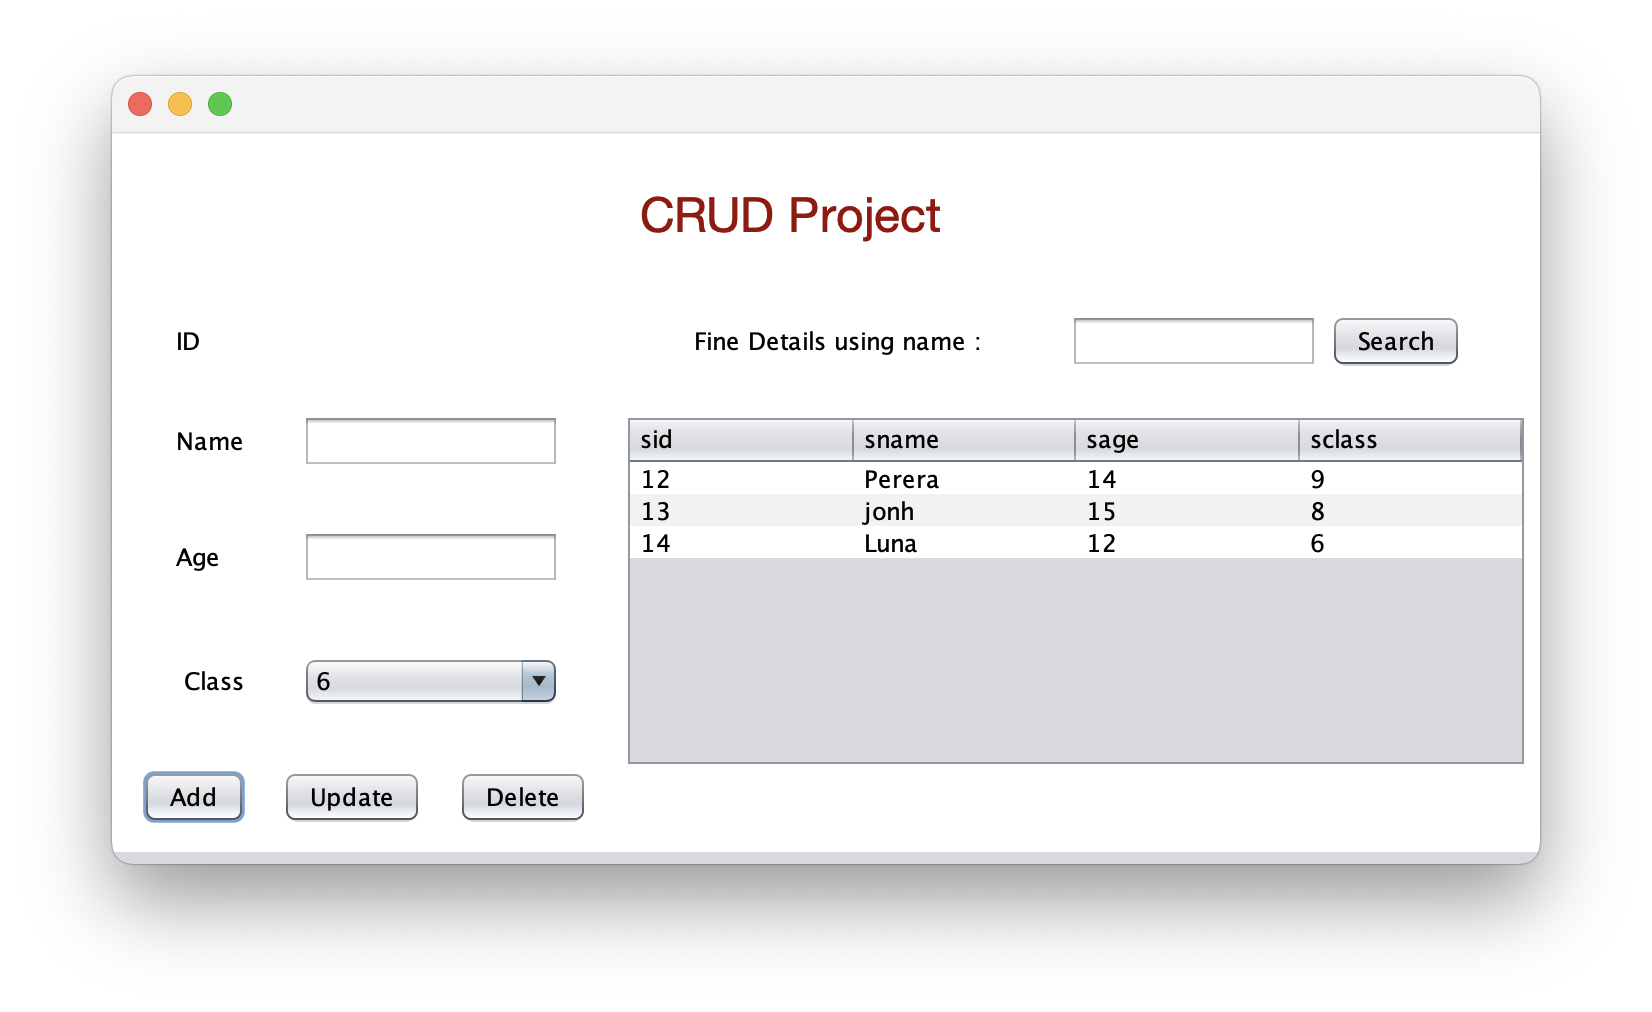 CRUD Project
ID
Fine Details using name :
Search
Name
Age
Class
6
Add
Update
Delete
sid sname sage sclass
12 Perera 14 9
13 jonh 15 8
14 Luna 12 6